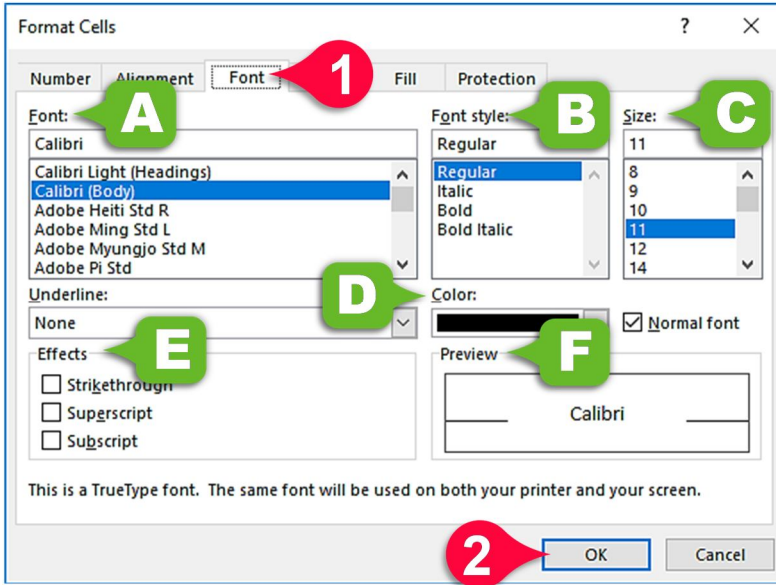 Format Cells ? ×
Number Alignment Font 1 Fill Protection
Font: A Font style: B Size: C
Calibri Regular 11
Calibri Light (Headings) Regular 8
Calibri (Body) Italic 9
Adobe Heiti Std R Bold 10
Adobe Ming Std L Bold Italic 11
Adobe Myungjo Std M 12
Adobe Pi Std 14
Underline: D Color:
None Normal font
Effects E Preview F
Strikethrough
Superscript Calibri
Subscript
This is a TrueType font. The same font will be used on both your printer and your screen.
2 OK Cancel